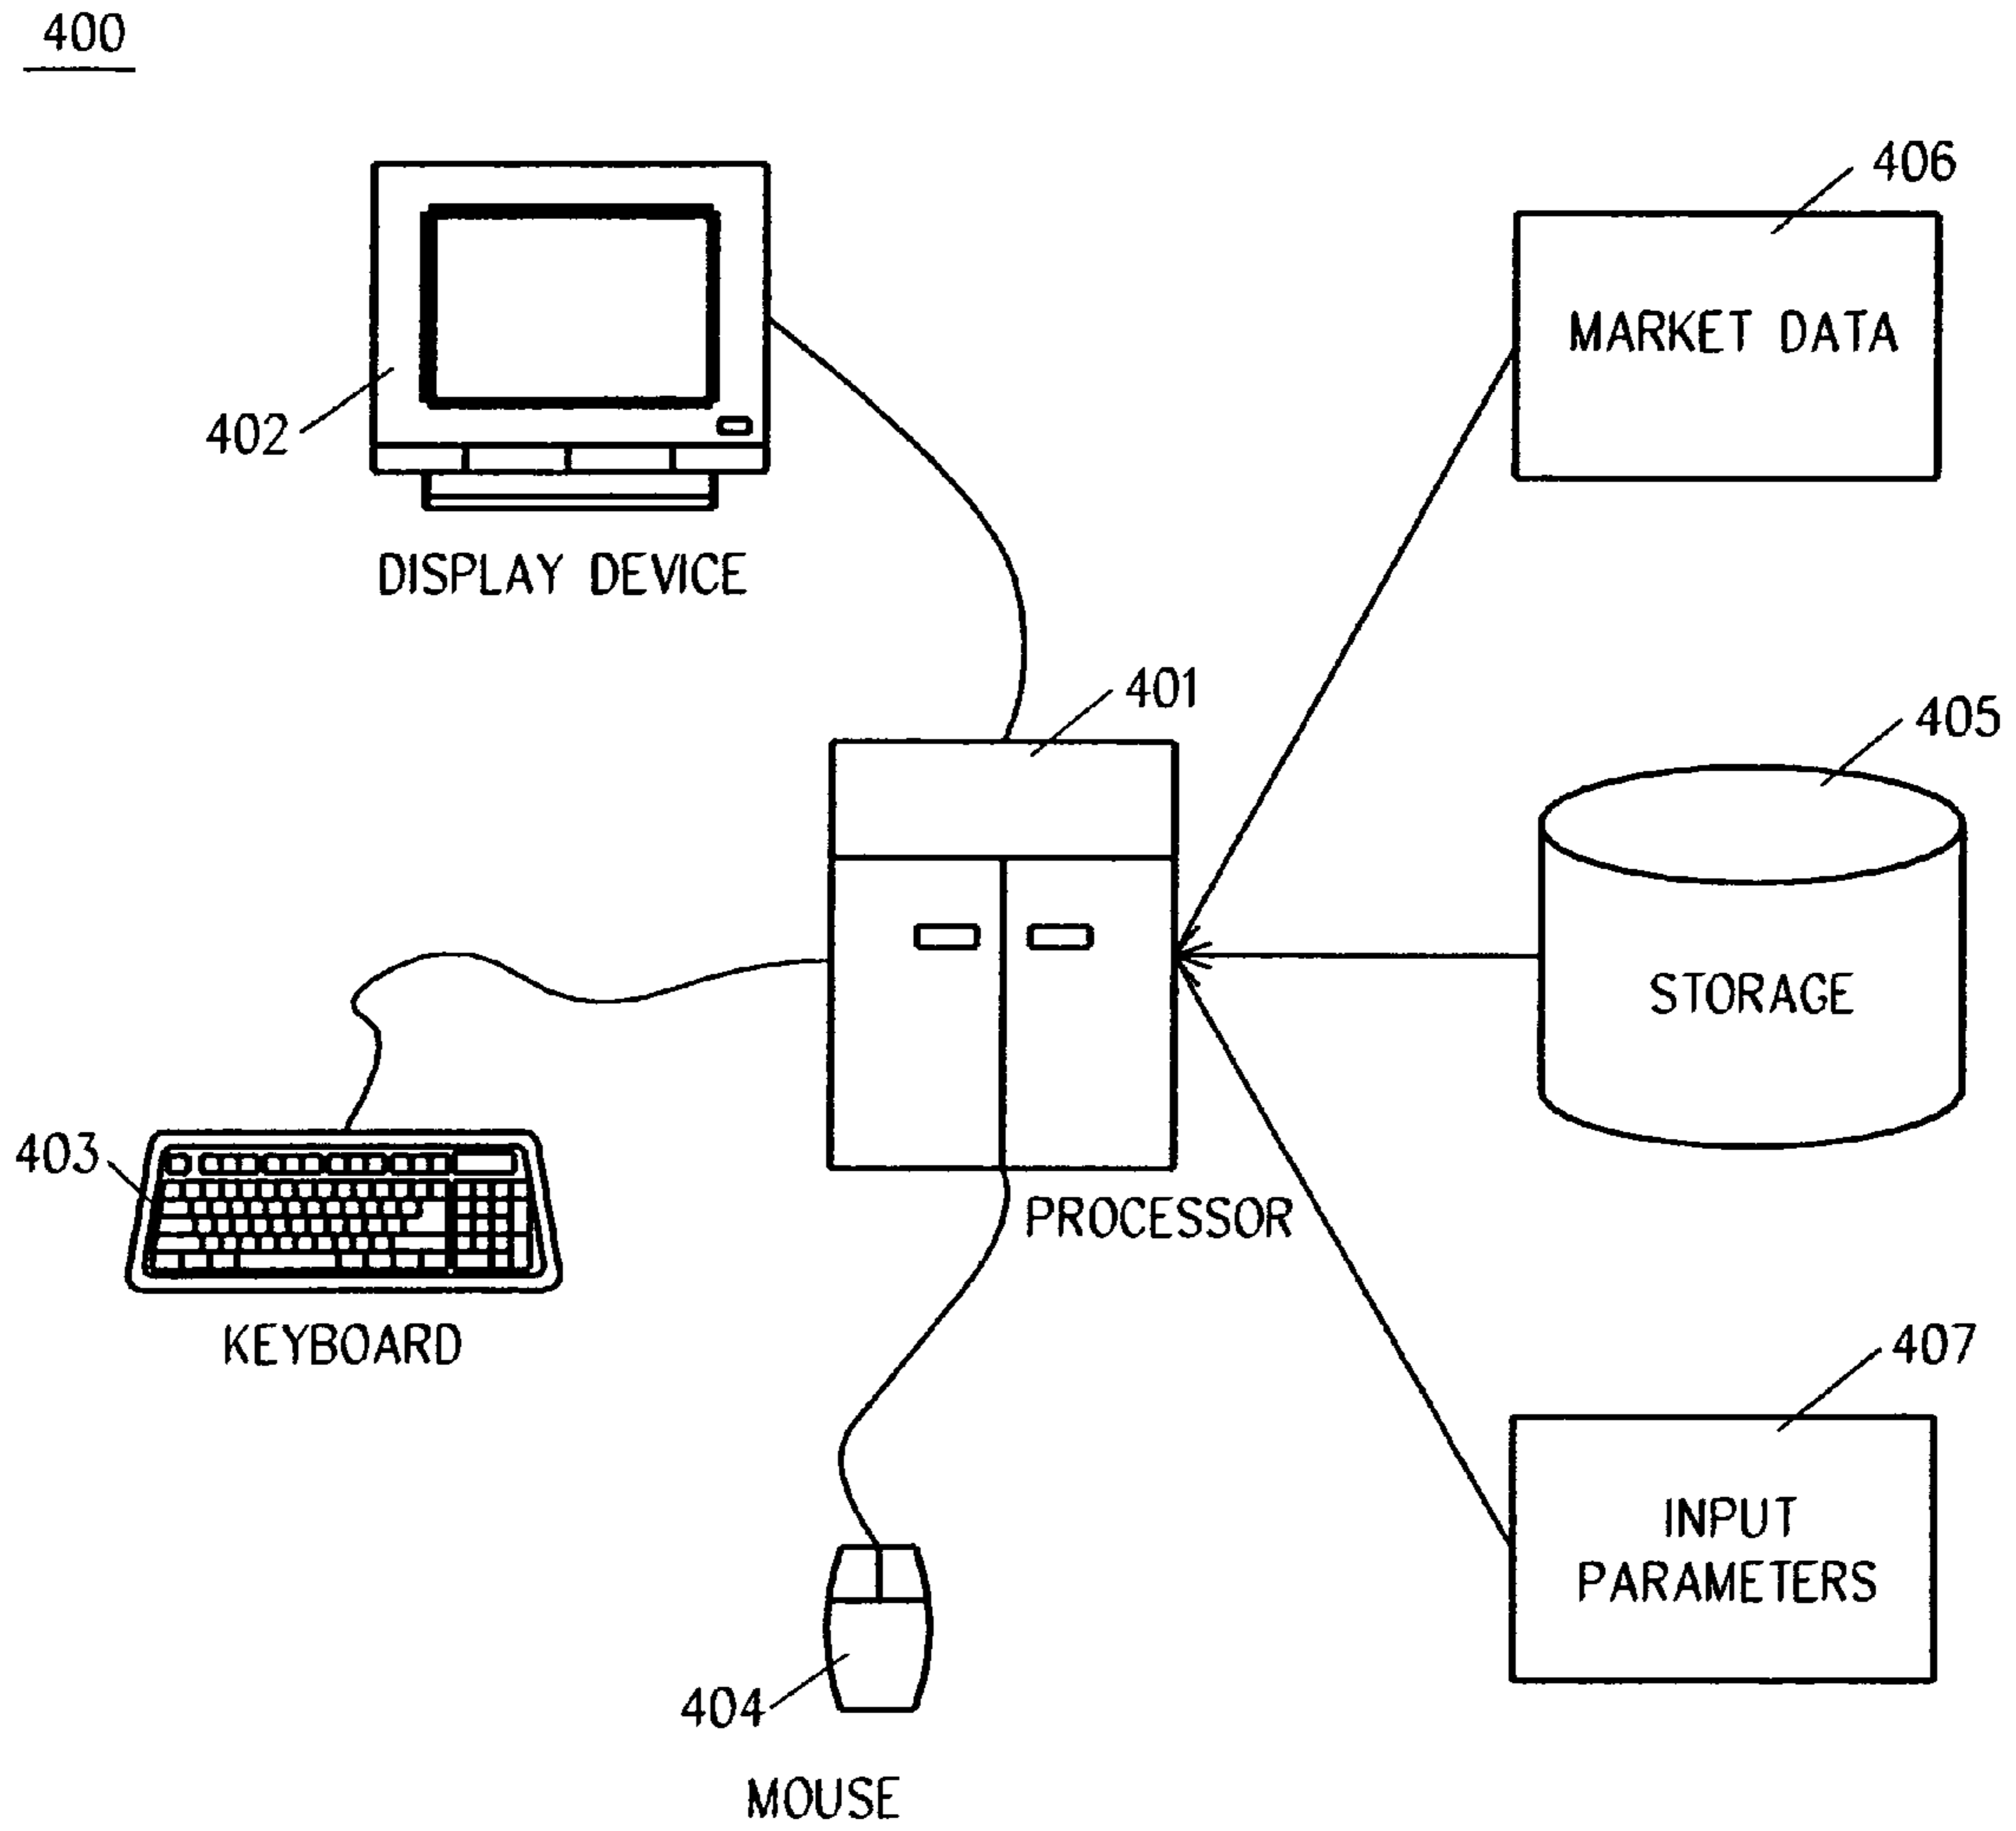 400
406
MARKET DATA
402
DISPLAY DEVICE
401
405
STORAGE
403
PROCESSOR
KEYBOARD
407
INPUT
PARAMETERS
404
MOUSE